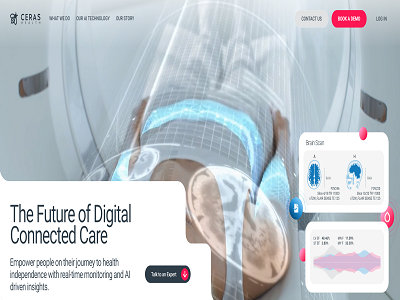 CERAS
HEALTH
WHAT WE DO
OUR AI TECHNOLOGY
OUR STORY
CONTACT US
BOOK A DEMO
LOG IN
The Future of Digital
Connected Care
Empower people on their journey to health
independence with real-time monitoring and AI
driven insights.
Talk to an Expert
Brain Scan
A
H